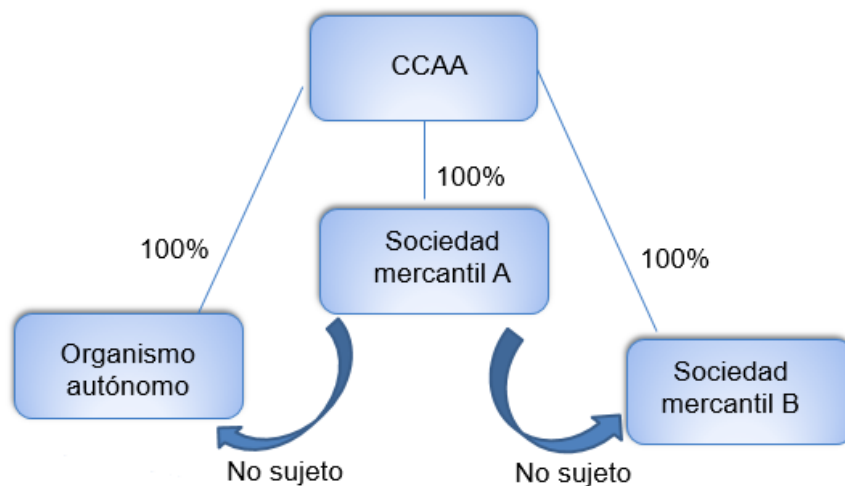 CCAA
100%
Sociedad
mercantil A
100%
100%
Organismo
autónomo
Sociedad
mercantil B
No sujeto
No sujeto